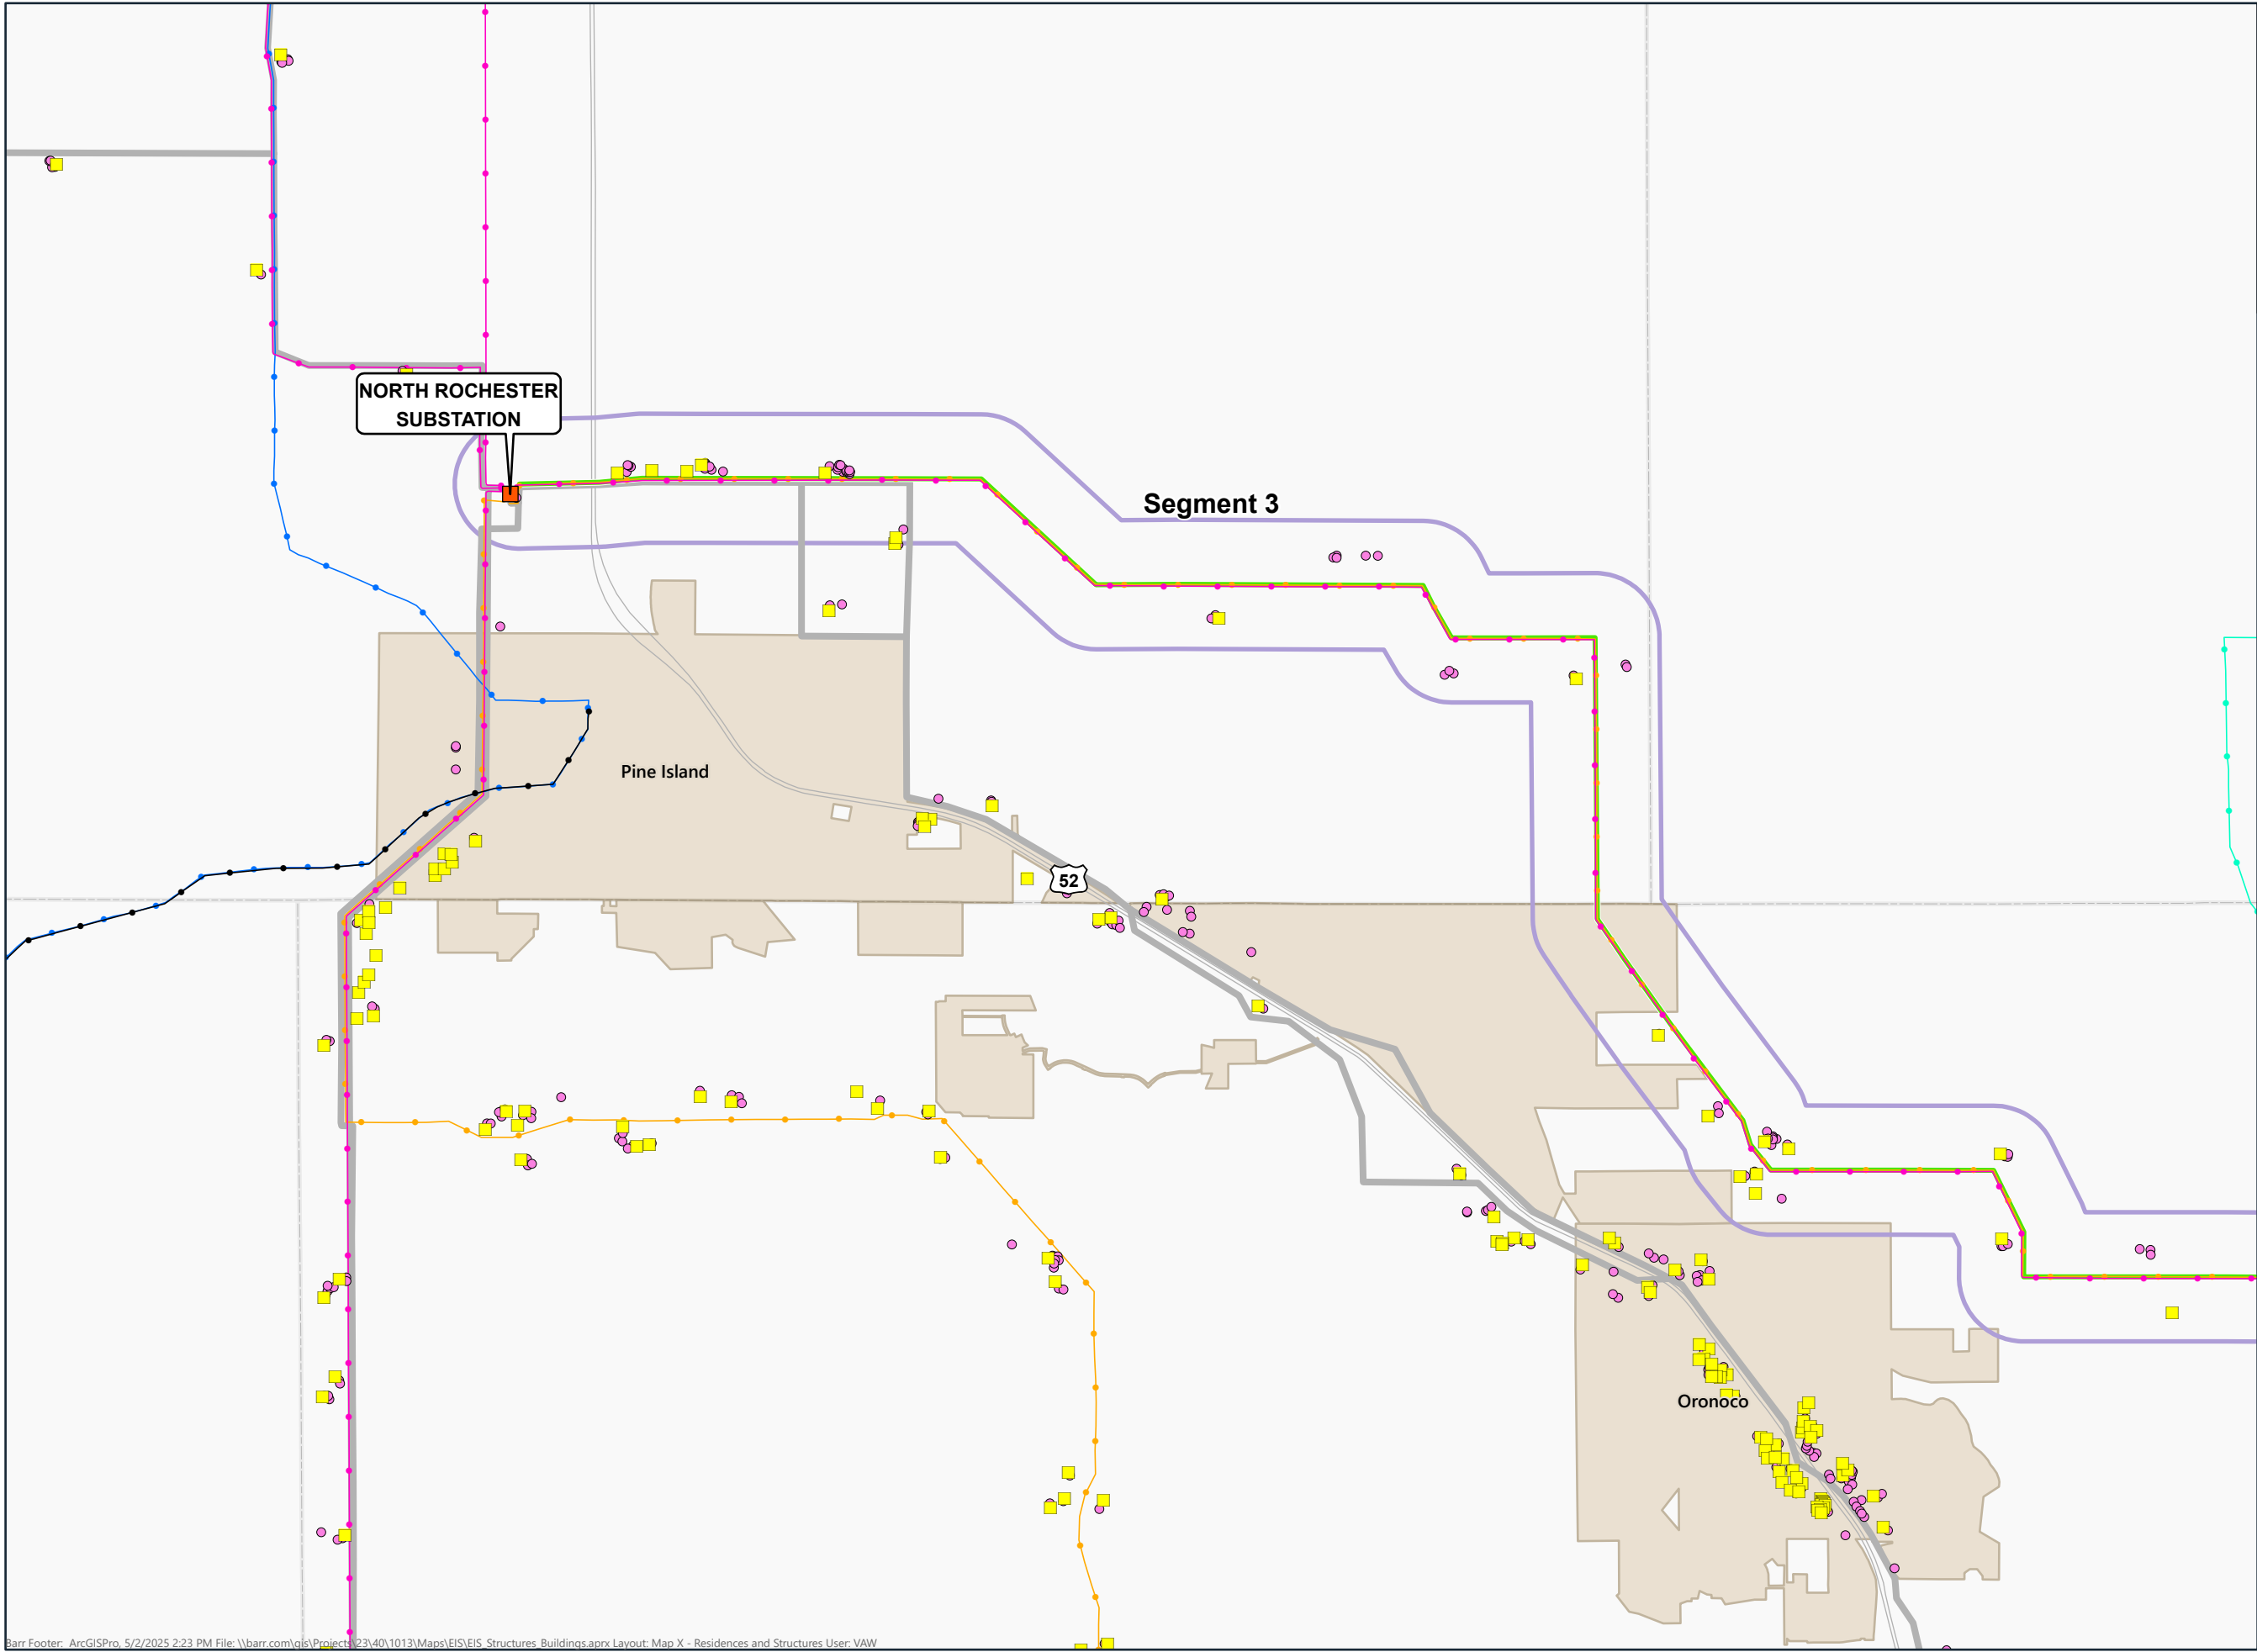 NORTH ROCHESTER
SUBSTATION
Segment 3
Pine Island
52
Oronoco
Barr Footer: ArcGISPro, 5/2/2025 2:23 PM File: \\barr.com\gis\Projects\23\40\1013\Maps\EIS\EIS_Structures_Buildings.aprx Layout: Map X - Residences and Structures User: VAW